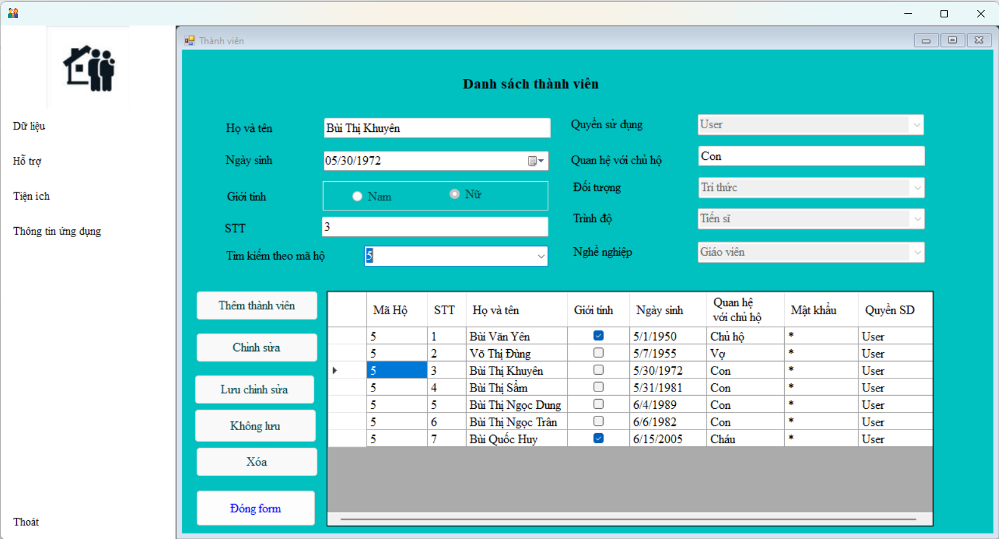 Thành viên
Dữ liệu
Hỗ trợ
Tiện ích
Thông tin ứng dụng
Thoát
Danh sách thành viên
Họ và tên Bùi Thị Khuyên
Ngày sinh 05/30/1972
Giới tính Nam Nữ
STT 3
Tìm kiếm theo mã hộ 5
Quyền sử dụng User
Quan hệ với chủ hộ Con
Đối tượng Trí thức
Trình độ Tiến sĩ
Nghề nghiệp Giáo viên
Thêm thành viên
Chỉnh sửa
Lưu chỉnh sửa
Không lưu
Xóa
Đóng form
Mã Hộ STT Họ và tên Giới tính Ngày sinh Quan hệ với chủ hộ Mật khẩu Quyền SD
5 1 Bùi Văn Yên 5/1/1950 Chủ hộ * User
5 2 Võ Thị Đùng 5/7/1955 Vợ * User
5 3 Bùi Thị Khuyên 5/30/1972 Con * User
5 4 Bùi Thị Sẩm 5/31/1981 Con * User
5 5 Bùi Thị Ngọc Dung 6/4/1989 Con * User
5 6 Bùi Thị Ngọc Trân 6/6/1982 Con * User
5 7 Bùi Quốc Huy 6/15/2005 Cháu * User